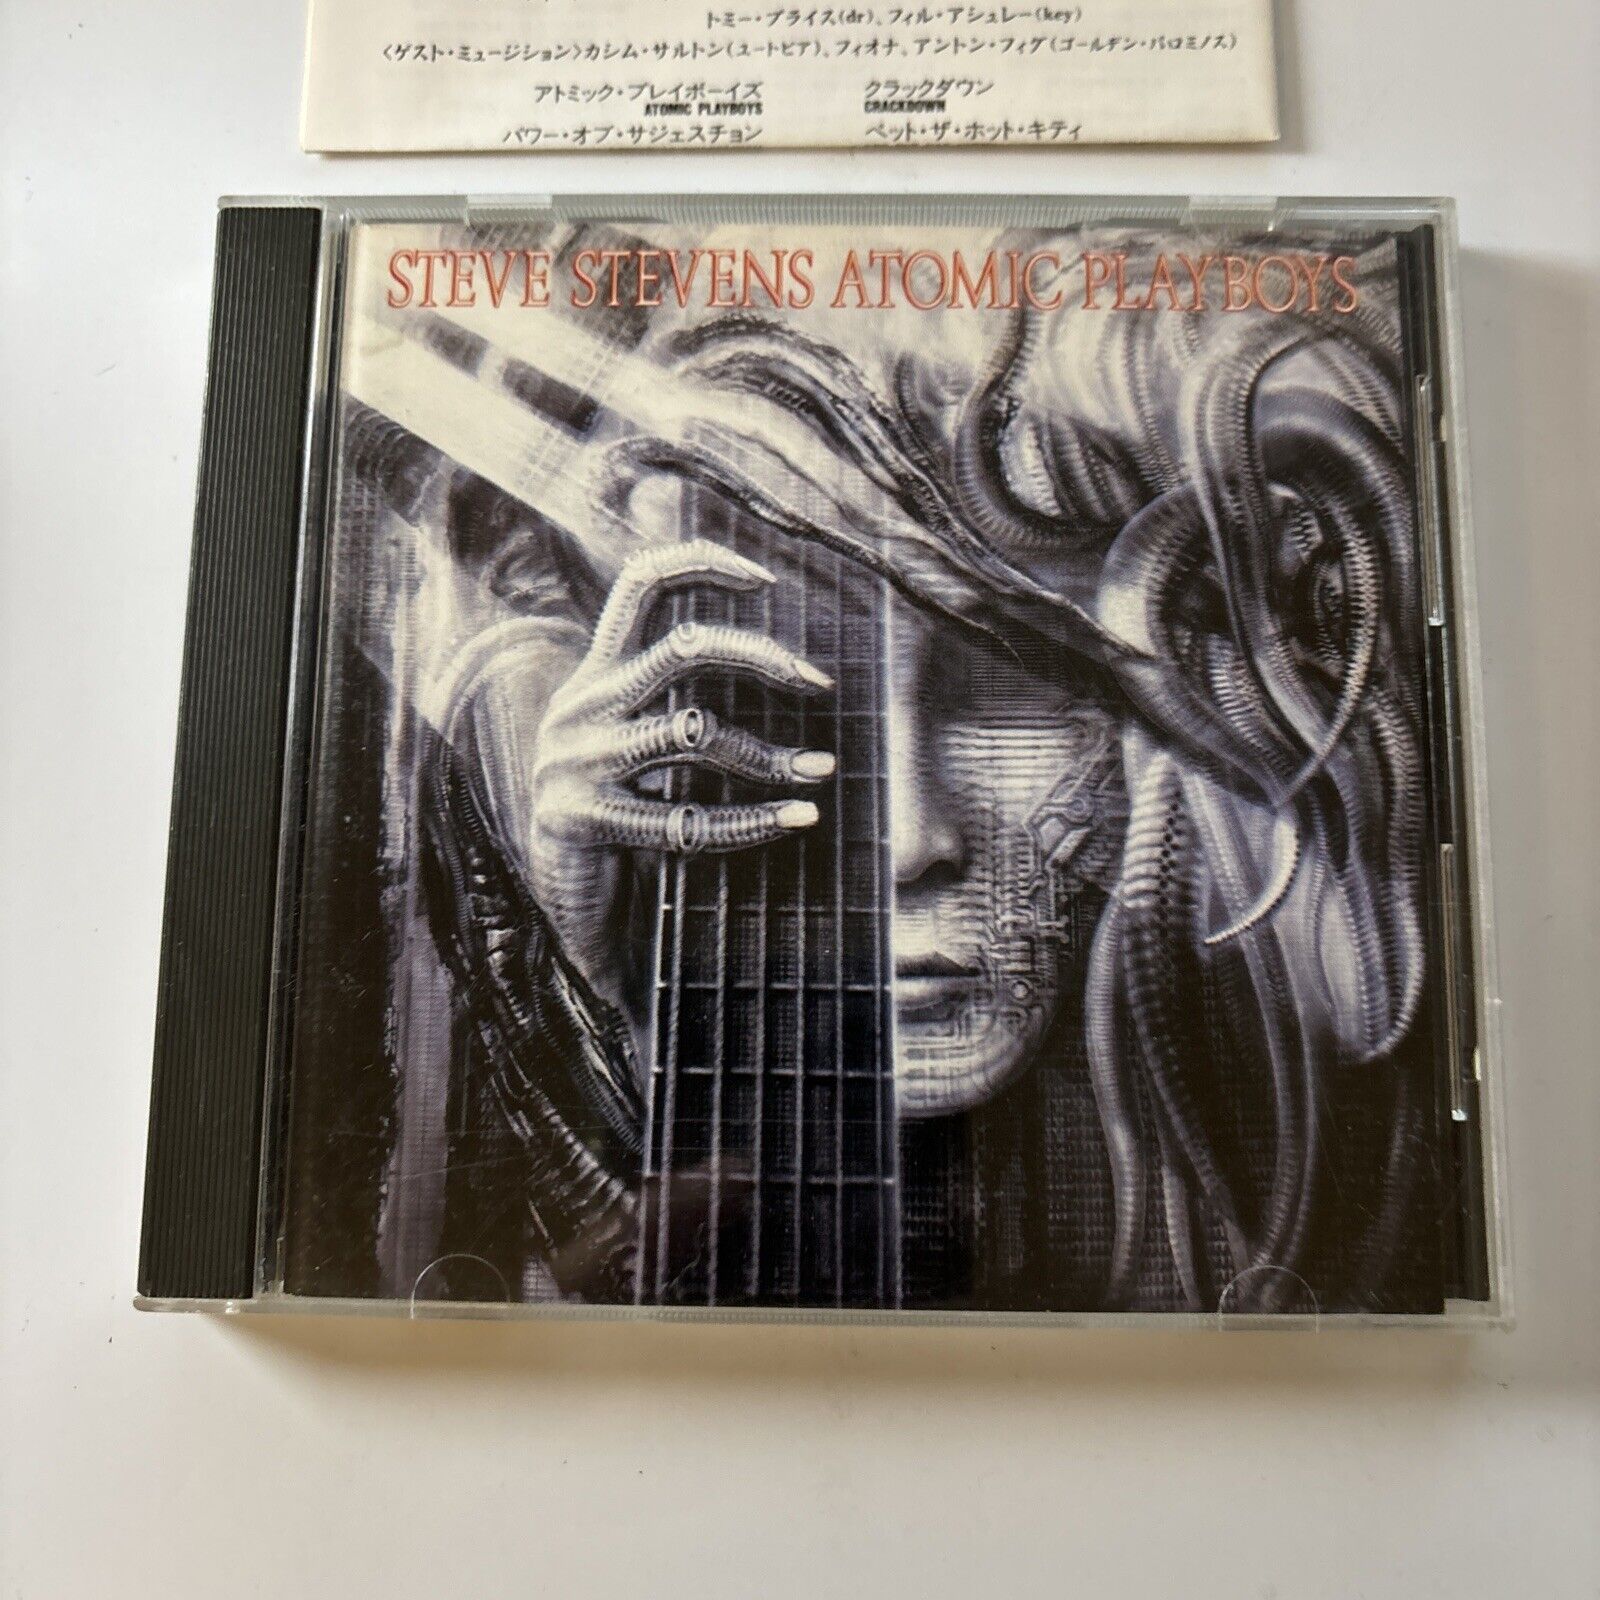 トミー・プライス(dr)、フィル・アシュレー(key)
〈ゲスト・ミュージション〉カシム・サルトン(ユートピア)、フィオナ、アントン・フィグ(ゴールデン・パロミノス)
アトミック・プレイボーイズ クラックダウン
ATOMIC PLAYBOYS CRACKDOWN
パワー・オブ・サジェスチョン ペット・ザ・ホット・キティ
STEVE STEVENS ATOMIC PLAYBOYS